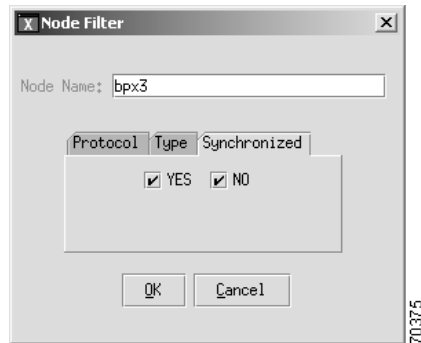 X Node Filter
Node Name: bpx3
Protocol Type Synchronized
YES NO
OK Cancel
70375